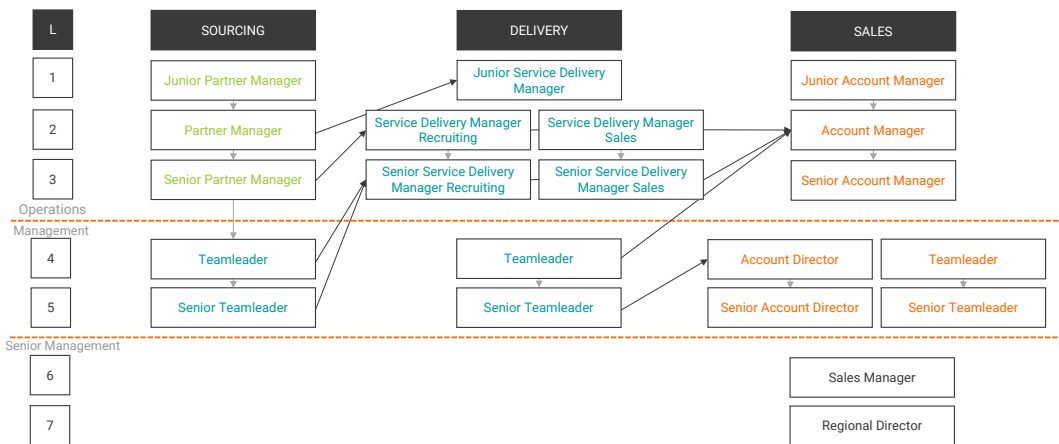 L
SOURCING
DELIVERY
SALES
1
Junior Partner Manager
Junior Service Delivery
Manager
Junior Account Manager
2
Partner Manager
Service Delivery Manager
Recruiting
Service Delivery Manager
Sales
Account Manager
3
Senior Partner Manager
Senior Service Delivery
Manager Recruiting
Senior Service Delivery
Manager Sales
Senior Account Manager
Operations
Management
4
Teamleader
Teamleader
Account Director
Teamleader
5
Senior Teamleader
Senior Teamleader
Senior Account Director
Senior Teamleader
Senior Management
6
Sales Manager
7
Regional Director